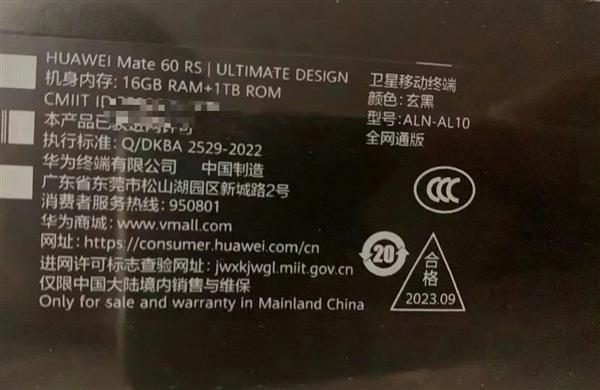 HUAWEI Mate 60 RS | ULTIMATE DESIGN
机身内存: 16GB RAM+1TB ROM
CMIIT ID
本产品已获进网许可
执行标准: Q/DKBA 2529-2022
华为终端有限公司 中国制造
广东省东莞市松山湖园区新城路2号
消费者服务热线: 950801
华为商城: www.vmall.com
网址: https://consumer.huawei.com/cn
进网许可标志查验网址: jwxkjwgl.miit.gov.cn
仅限中国大陆境内销售与维保
Only for sale and warranty in Mainland China
卫星移动终端
颜色: 玄黑
型号: ALN-AL10
全网通版
CCC
20
合格
2023.09